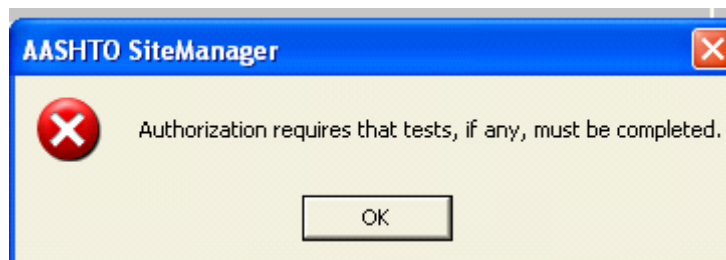 AASHTO SiteManager
Authorization requires that tests, if any, must be completed.
OK